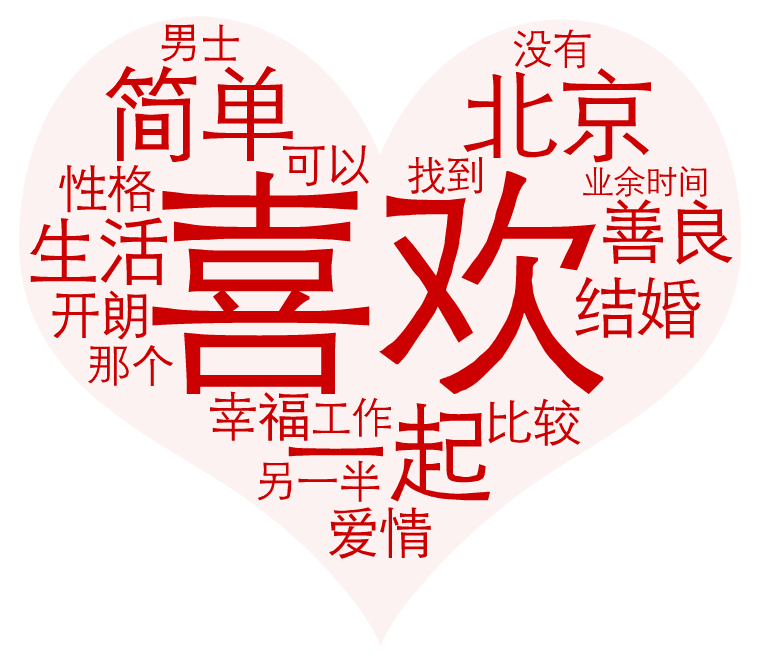 男士
没有
简单
北京
可以
找到
性格
业余时间
喜欢
善良
生活
结婚
开朗
那个
幸福
工作
一起
比较
另一半
爱情